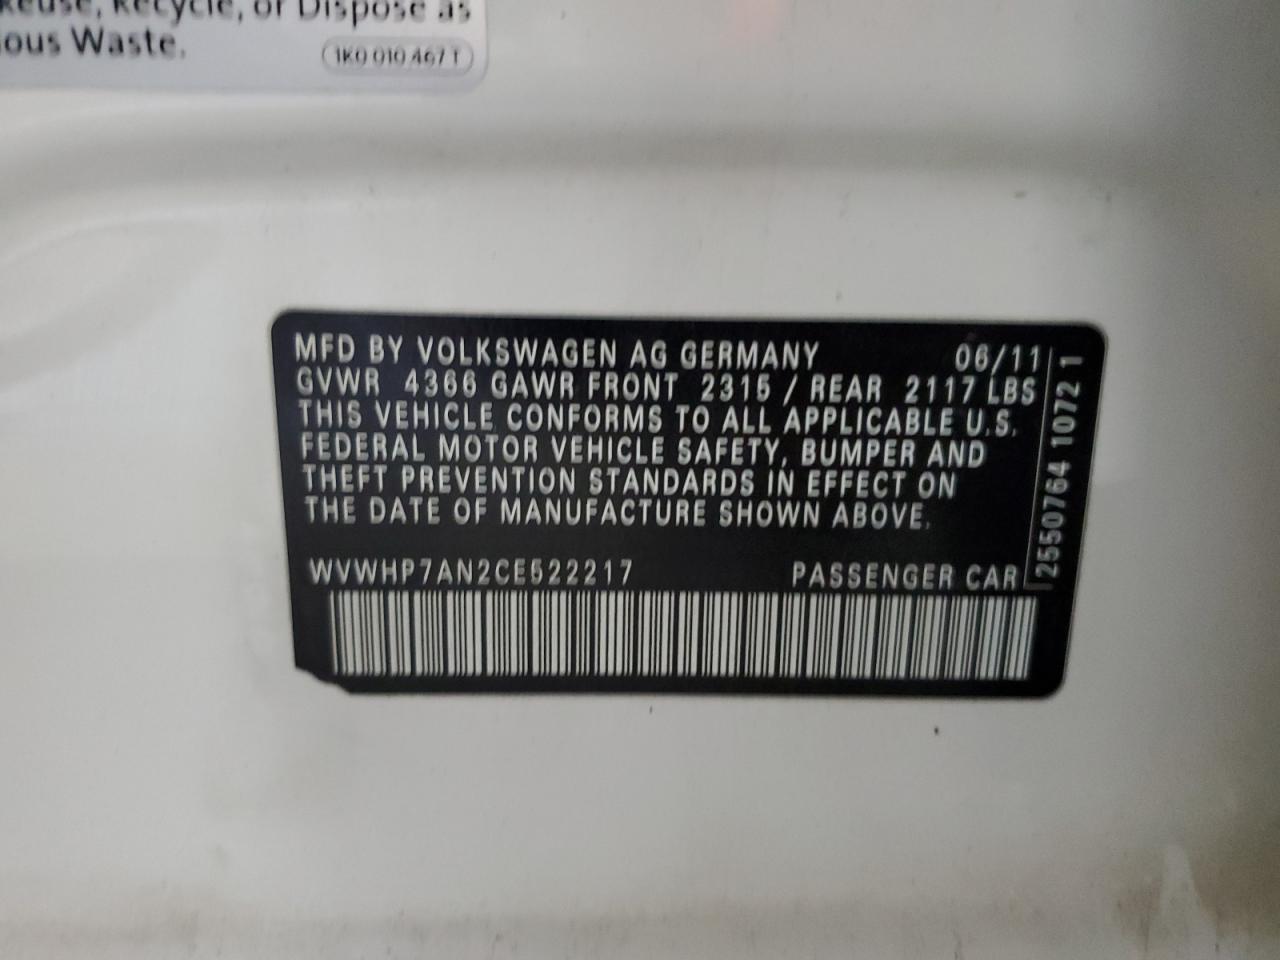 Reuse, Recycle, or Dispose as
ous Waste.
1K0 010 467 T
MFD BY VOLKSWAGEN AG GERMANY 06/11
GVWR 4366 GAWR FRONT 2315 / REAR 2117 LBS
THIS VEHICLE CONFORMS TO ALL APPLICABLE U.S.
FEDERAL MOTOR VEHICLE SAFETY, BUMPER AND
THEFT PREVENTION STANDARDS IN EFFECT ON
THE DATE OF MANUFACTURE SHOWN ABOVE.
WVWHP7AN2CE522217 PASSENGER CAR
2550764 1072 1